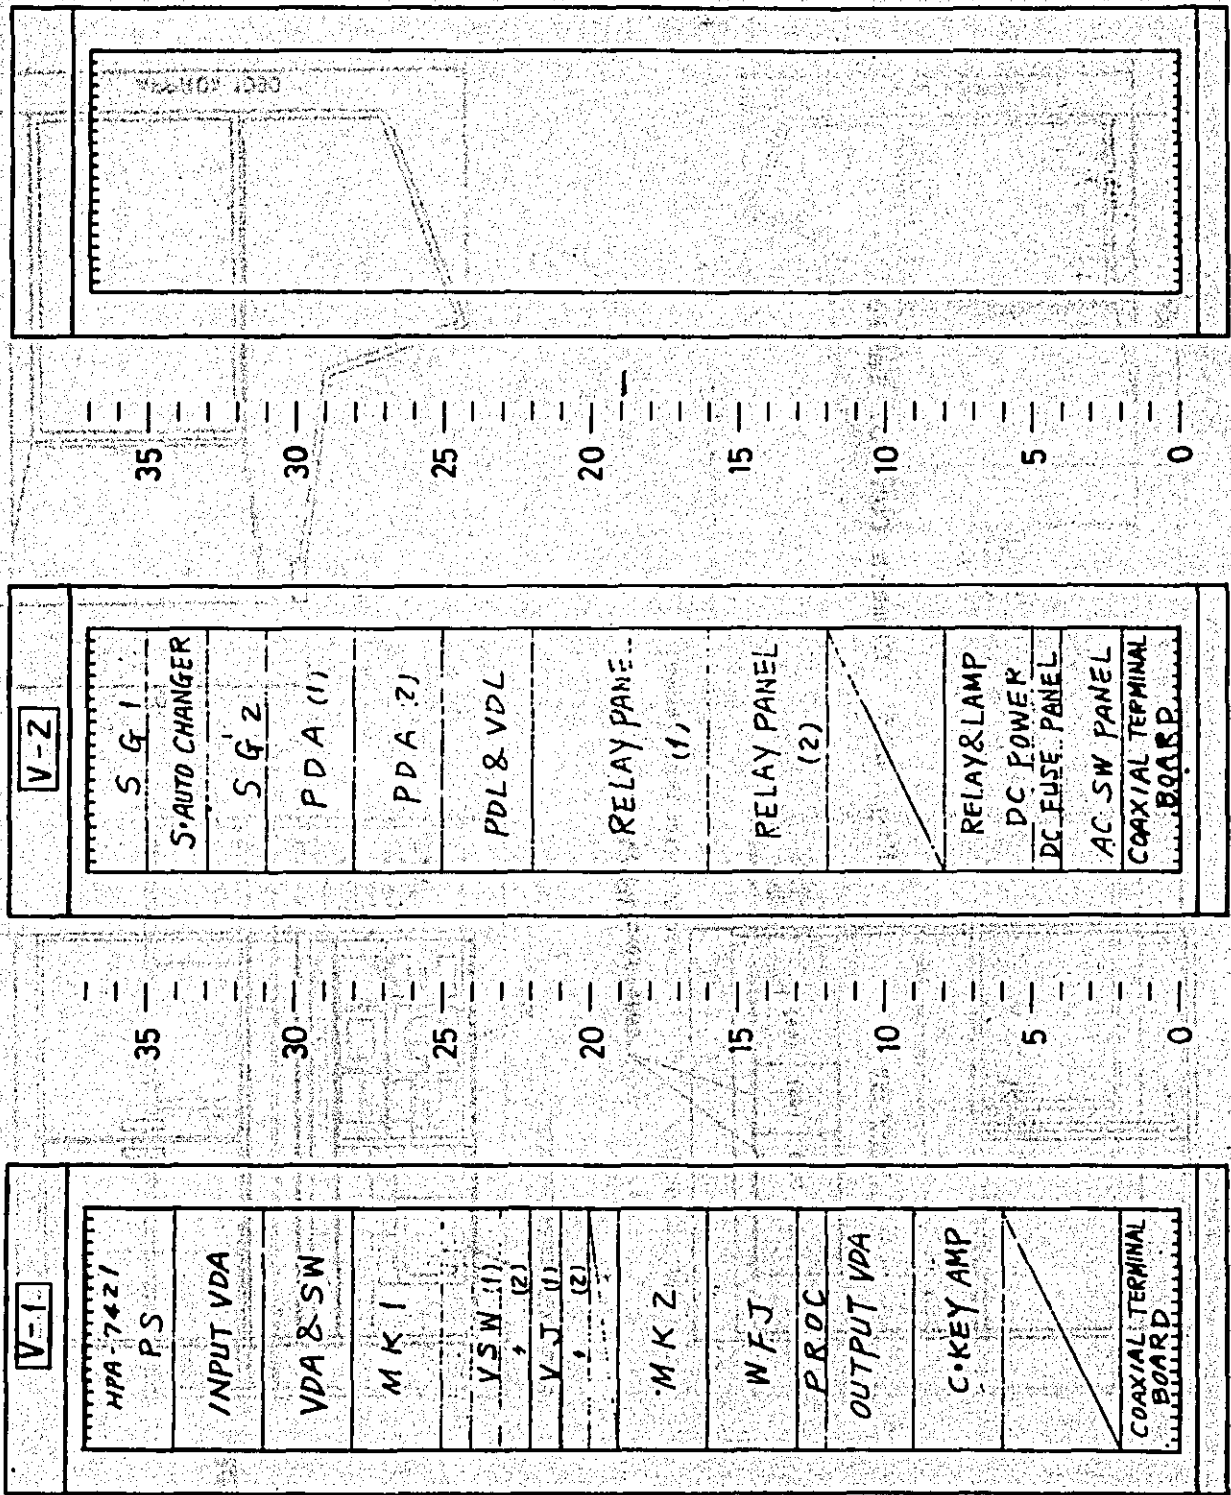 V-1
HPA-7421
PS
INPUT VDA
VDA & SW
MK 1
VSW (1)
〃 (2)
VJ (1)
〃 (2)
MK 2
WFJ
PROC
OUTPUT VDA
C·KEY AMP
COAXIAL TERMINAL
BOARD
35
30
25
20
15
10
5
0
V-2
SG 1
S·AUTO CHANGER
SG 2
PDA (1)
PDA (2)
PDL & VDL
RELAY PANEL
(1)
RELAY PANEL
(2)
RELAY & LAMP
DC POWER
DC FUSE PANEL
AC SW PANEL
COAXIAL TERMINAL
BOARD
35
30
25
20
15
10
5
0